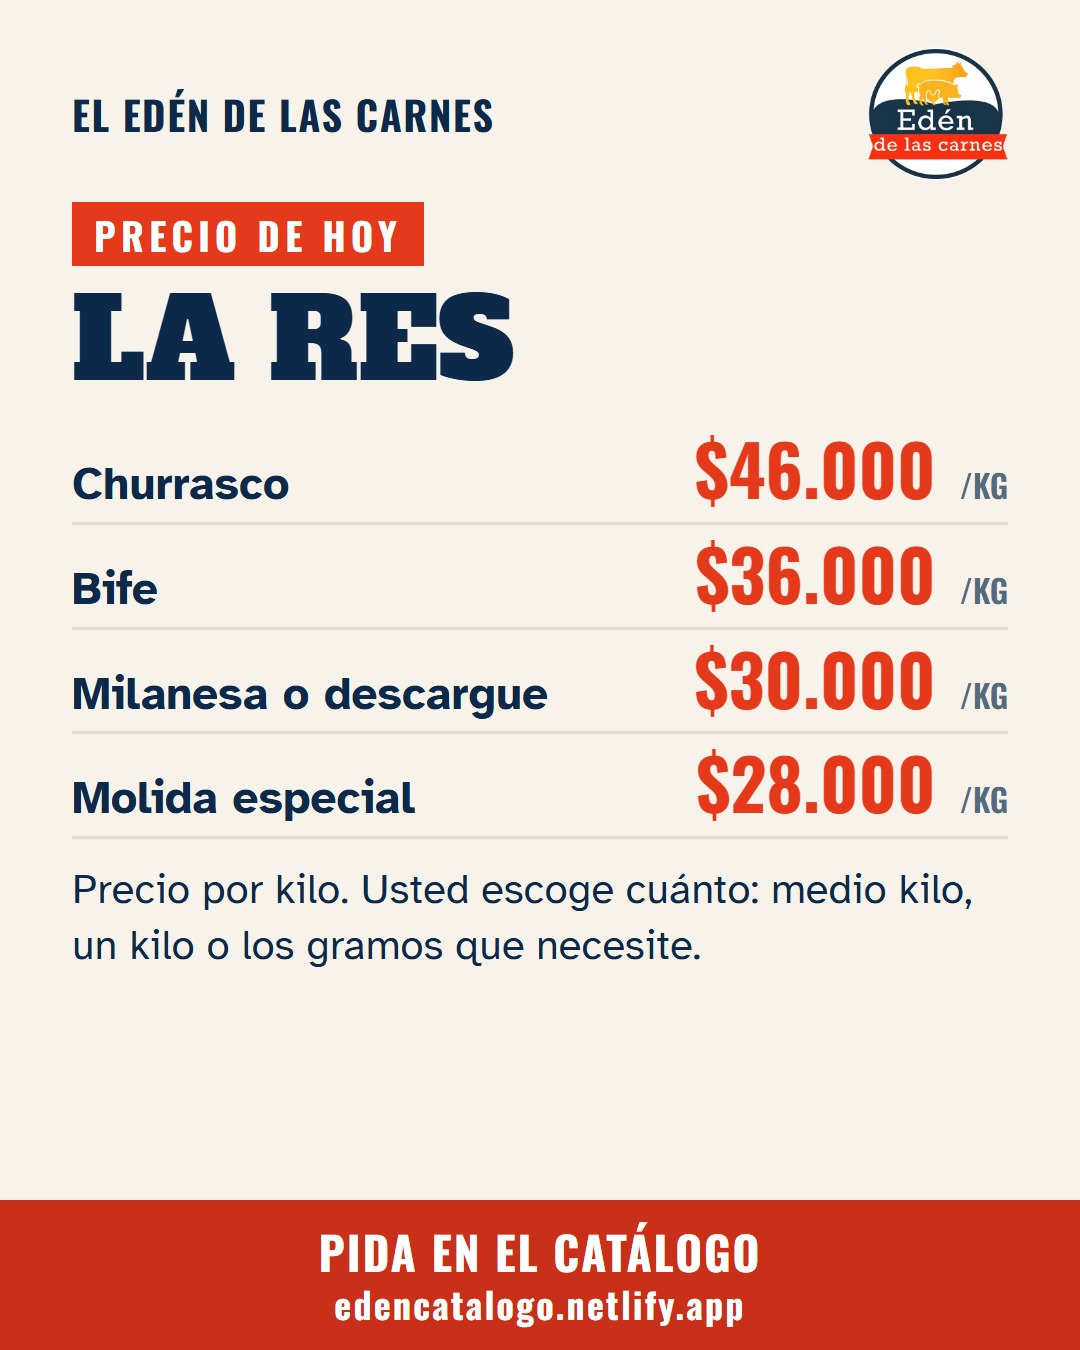 EL EDÉN DE LAS CARNES
Edén
de las carnes
PRECIO DE HOY
LA RES
Churrasco $46.000 /KG
Bife $36.000 /KG
Milanesa o descargue $30.000 /KG
Molida especial $28.000 /KG
Precio por kilo. Usted escoge cuánto: medio kilo,
un kilo o los gramos que necesite.
PIDA EN EL CATÁLOGO
edencatalogo.netlify.app